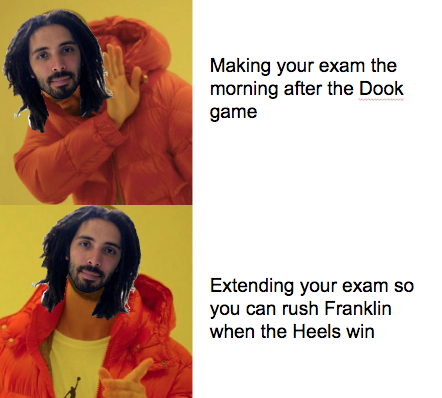 Making your exam the
morning after the Dook
game
Extending your exam so
you can rush Franklin
when the Heels win